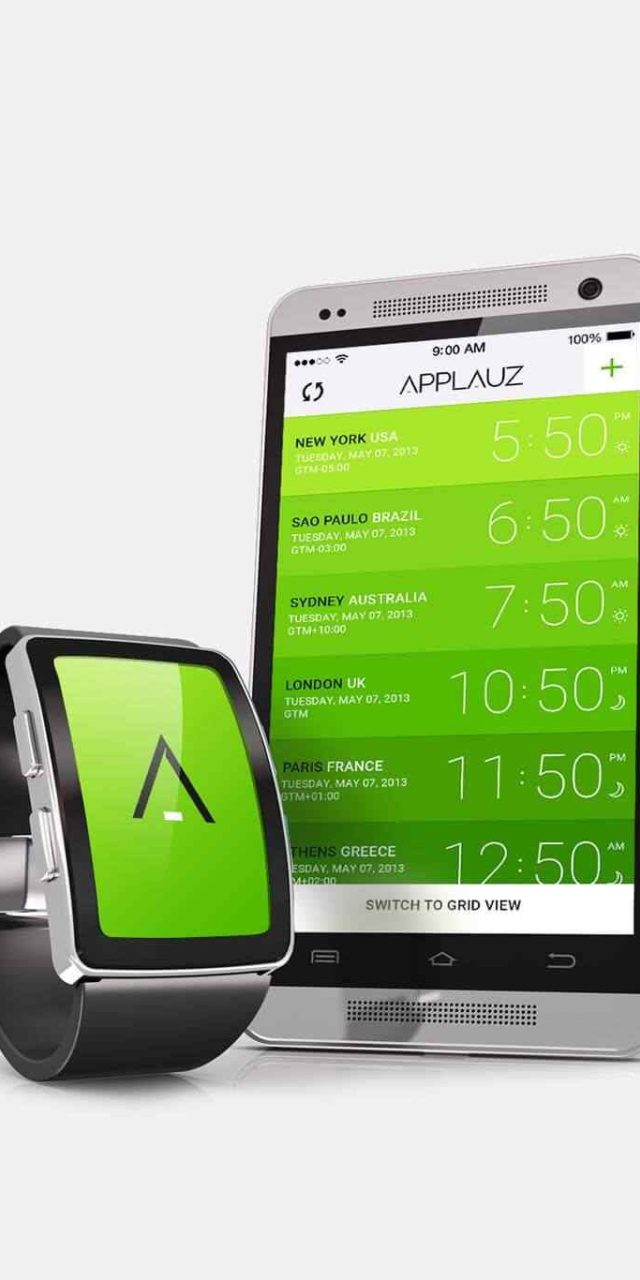 9:00 AM
100%
APPLAUZ
NEW YORK USA
TUESDAY, MAY 07, 2013
GTM-05:00
5:50 PM
SAO PAULO BRAZIL
TUESDAY, MAY 07, 2013
GTM-03:00
6:50 AM
SYDNEY AUSTRALIA
TUESDAY, MAY 07, 2013
GTM+10:00
7:50 AM
LONDON UK
TUESDAY, MAY 07, 2013
GTM
10:50 PM
PARIS FRANCE
TUESDAY, MAY 07, 2013
GTM+01:00
11:50 PM
THENS GREECE
ESDAY, MAY 07, 2013
M+02:00
12:50 AM
SWITCH TO GRID VIEW